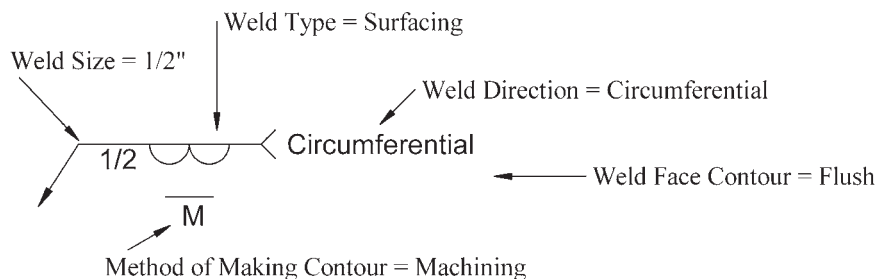 Weld Type = Surfacing
Weld Size = 1/2"
Weld Direction = Circumferential
1/2
Circumferential
Weld Face Contour = Flush
M
Method of Making Contour = Machining